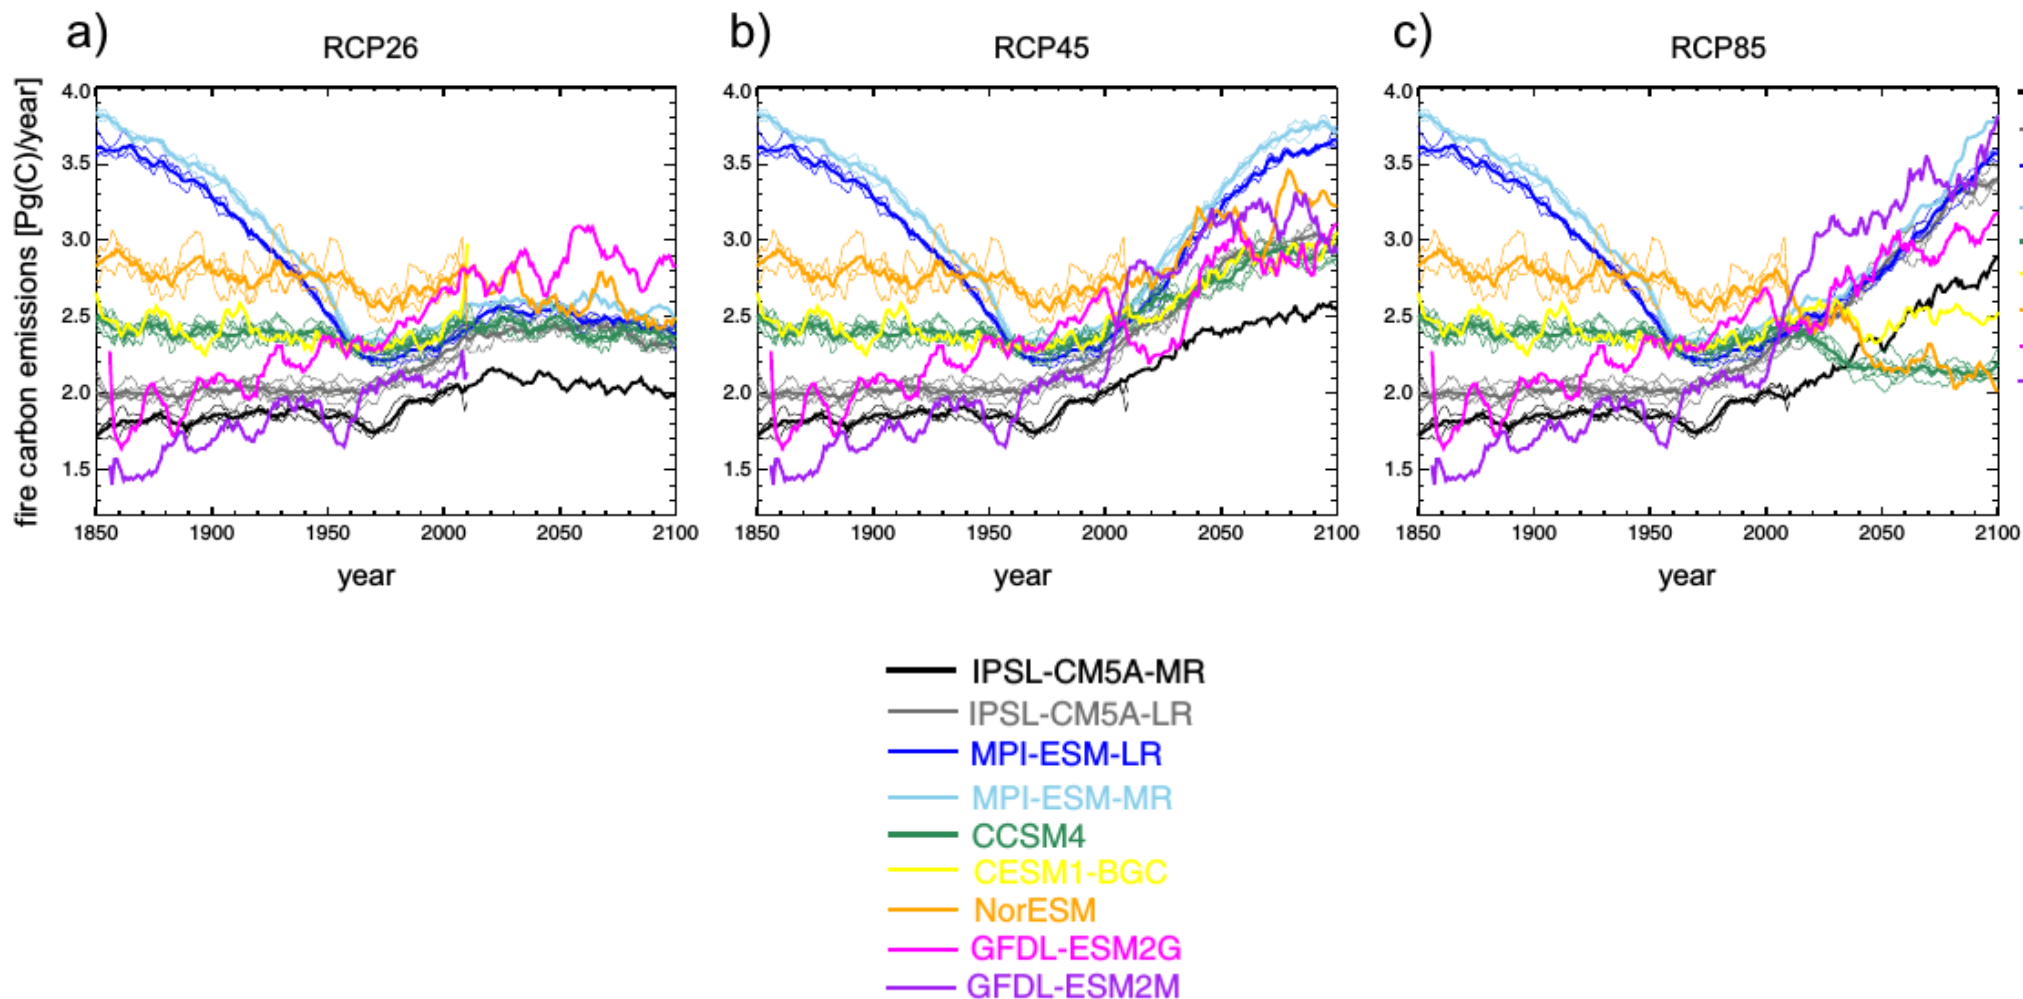 a)
RCP26
b)
RCP45
c)
RCP85
fire carbon emissions [Pg(C)/year]
4.0
3.5
3.0
2.5
2.0
1.5
1850 1900 1950 2000 2050 2100
year
4.0
3.5
3.0
2.5
2.0
1.5
1850 1900 1950 2000 2050 2100
year
4.0
3.5
3.0
2.5
2.0
1.5
1850 1900 1950 2000 2050 2100
year
IPSL-CM5A-MR
IPSL-CM5A-LR
MPI-ESM-LR
MPI-ESM-MR
CCSM4
CESM1-BGC
NorESM
GFDL-ESM2G
GFDL-ESM2M